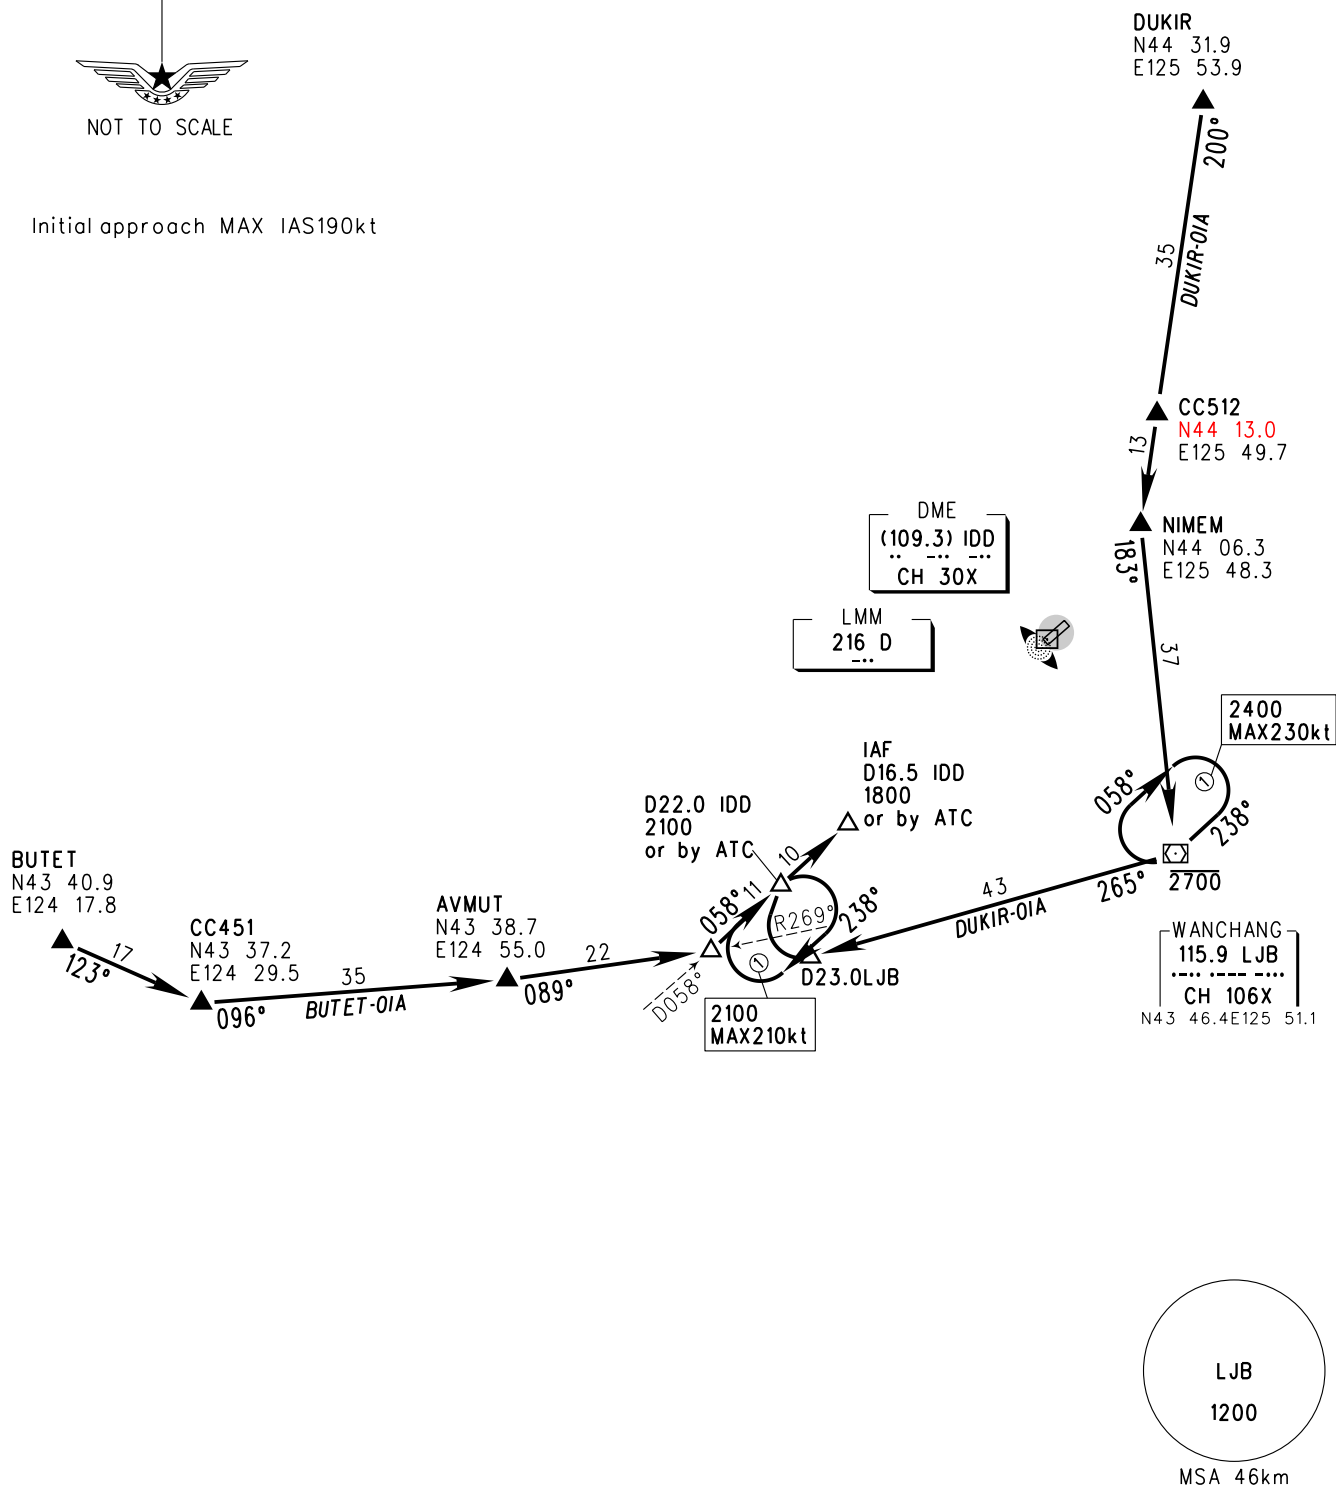 DUKIR
N44 31.9
E125 53.9
NOT TO SCALE
Initial approach MAX IAS190kt
200°
35
DUKIR-01A
CC512
N44 13.0
E125 49.7
13
NIMEM
N44 06.3
E125 48.3
183°
37
DME
(109.3) IDD
CH 30X
LMM
216 D
2400
MAX230kt
1
058°
238°
2700
265°
43
DUKIR-01A
WANCHANG
115.9 LJB
CH 106X
N43 46.4E125 51.1
IAF
D16.5 IDD
1800
or by ATC
D22.0 IDD
2100
or by ATC
10
11
058°
R269°
238°
1
D23.0LJB
D058°
2100
MAX210kt
BUTET
N43 40.9
E124 17.8
17
123°
CC451
N43 37.2
E124 29.5
096°
35
BUTET-01A
AVMUT
N43 38.7
E124 55.0
22
089°
LJB
1200
MSA 46km